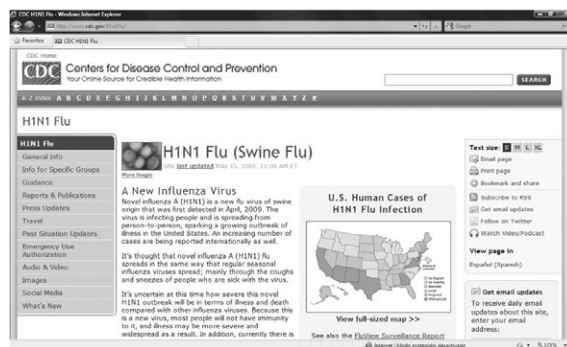 CDC H1N1 Flu - Windows Internet Explorer
Google
Favorites
CDC H1N1 Flu
CDC Home
CDC
Centers for Disease Control and Prevention
Your Online Source for Credible Health Information
SEARCH
A-Z Index A B C D E F G H I J K L M N O P Q R S T U V W X Y Z #
H1N1 Flu
H1N1 Flu
General Info
Info for Specific Groups
Guidance
Reports & Publications
Press Updates
Travel
Past Situation Updates
Emergency Use
Authorization
Audio & Video
Images
Social Media
What's New
More Images
H1N1 Flu (Swine Flu)
Site last updated May 15, 2009, 11:00 AM ET
A New Influenza Virus
Novel influenza A (H1N1) is a new flu virus of swine
origin that was first detected in April, 2009. The
virus is infecting people and is spreading from
person-to-person, sparking a growing outbreak of
illness in the United States. An increasing number of
cases are being reported internationally as well.
It's thought that novel influenza A (H1N1) flu
spreads in the same way that regular seasonal
influenza viruses spread; mainly through the coughs
and sneezes of people who are sick with the virus.
It's uncertain at this time how severe this novel
H1N1 outbreak will be in terms of illness and death
compared with other influenza viruses. Because this
is a new virus, most people will not have immunity
to it, and illness may be more severe and
widespread as a result. In addition, currently there is
U.S. Human Cases of
H1N1 Flu Infection
View full-sized map >>
See also the FluView Surveillance Report
Text size: S M L XL
Email page
Print page
Bookmark and share
Subscribe to RSS
Get email updates
Follow on Twitter
Watch Video/Podcast
View page in
Español (Spanish)
Get email updates
To receive daily email
updates about this site,
enter your email
address:
Internet | Modo protegido: desactivado
125%